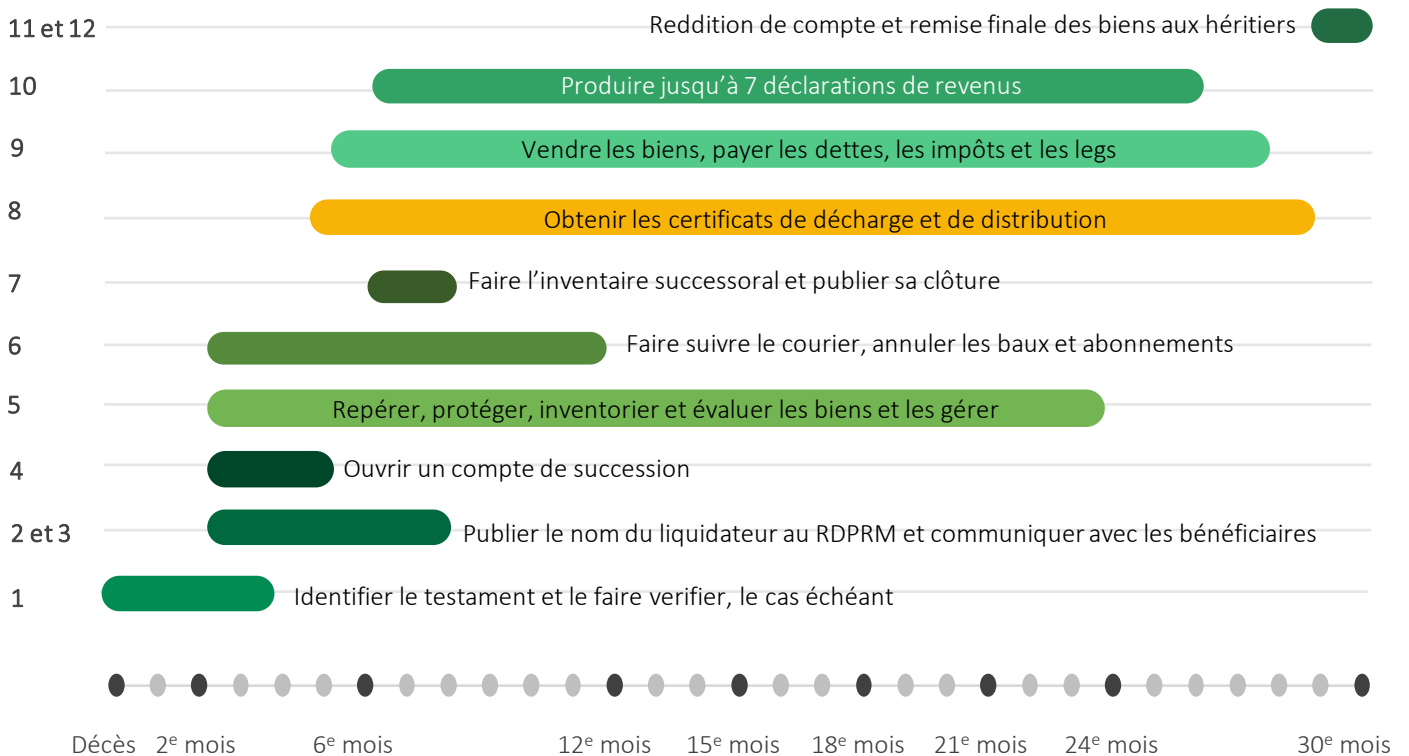 11 et 12 Reddition de compte et remise finale des biens aux héritiers
10 Produire jusqu'à 7 déclarations de revenus
9 Vendre les biens, payer les dettes, les impôts et les legs
8 Obtenir les certificats de décharge et de distribution
7 Faire l'inventaire successoral et publier sa clôture
6 Faire suivre le courier, annuler les baux et abonnements
5 Repérer, protéger, inventorier et évaluer les biens et les gérer
4 Ouvrir un compte de succession
2 et 3 Publier le nom du liquidateur au RDPRM et communiquer avec les bénéficiaires
1 Identifier le testament et le faire verifier, le cas échéant
Décès 2e mois 6e mois 12e mois 15e mois 18e mois 21e mois 24e mois 30e mois